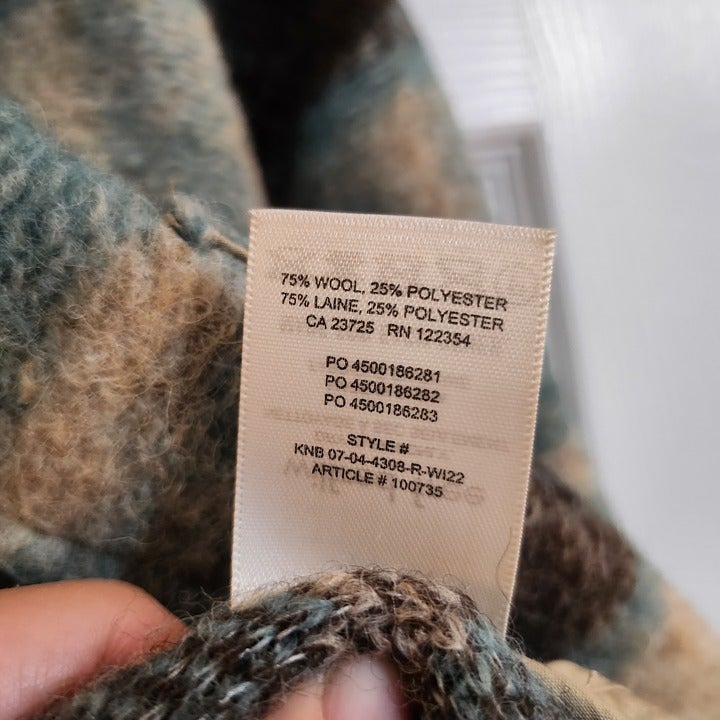 75% WOOL, 25% POLYESTER
75% LAINE, 25% POLYESTER
CA 23725 RN 122354
PO 4500186281
PO 4500186282
PO 4500186283
STYLE #
KNB 07-04-4308-R-WI22
ARTICLE # 100735